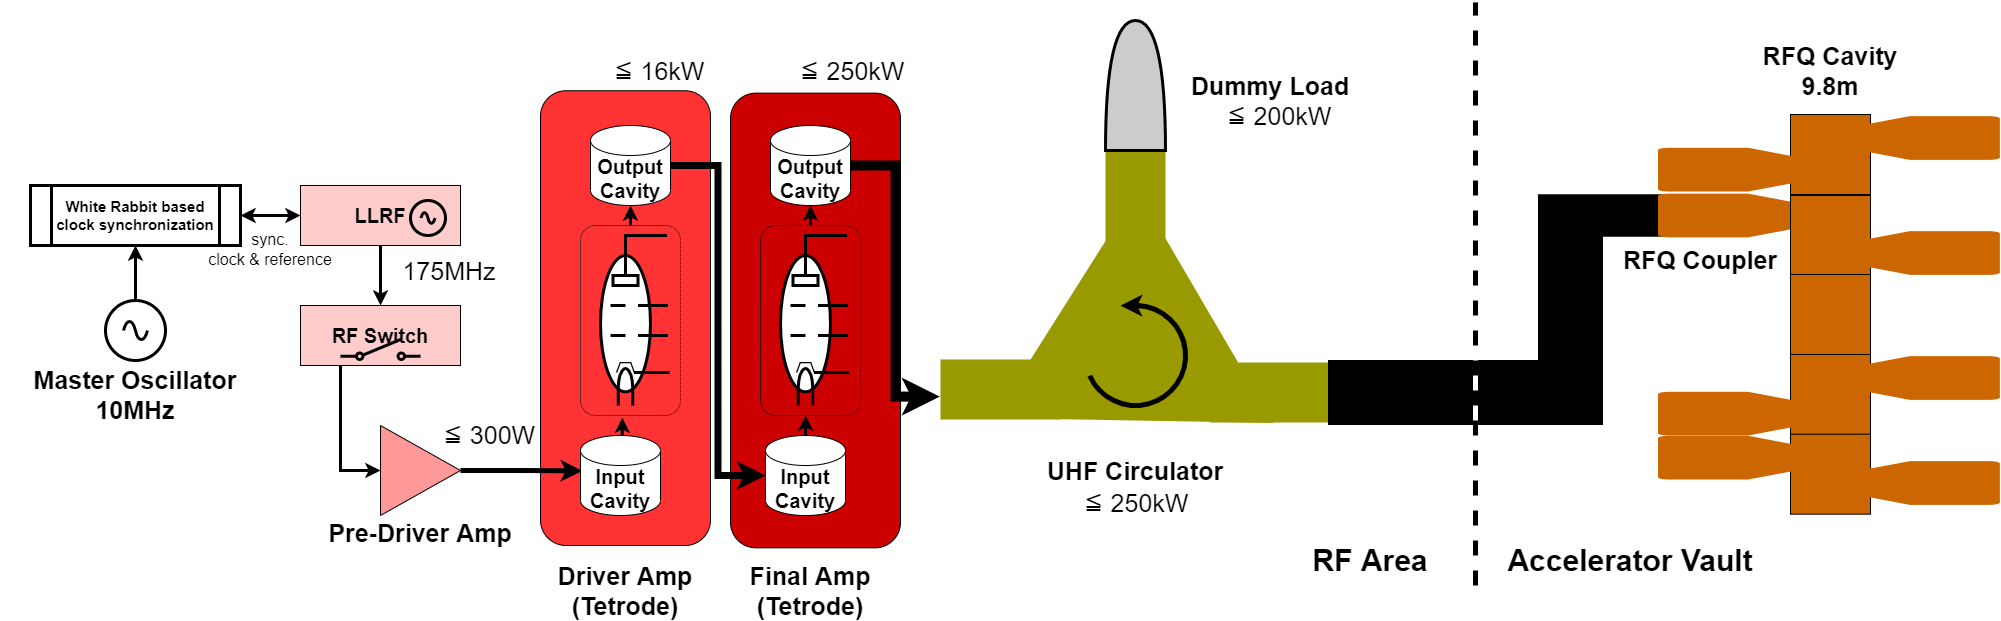 White Rabbit based
clock synchronization
sync.
clock & reference
Master Oscillator
10MHz
LLRF
175MHz
RF Switch
≦ 300W
Pre-Driver Amp
≦ 16kW
Output
Cavity
Input
Cavity
Driver Amp
(Tetrode)
≦ 250kW
Output
Cavity
Input
Cavity
Final Amp
(Tetrode)
Dummy Load
≦ 200kW
UHF Circulator
≦ 250kW
RF Area
Accelerator Vault
RFQ Cavity
9.8m
RFQ Coupler